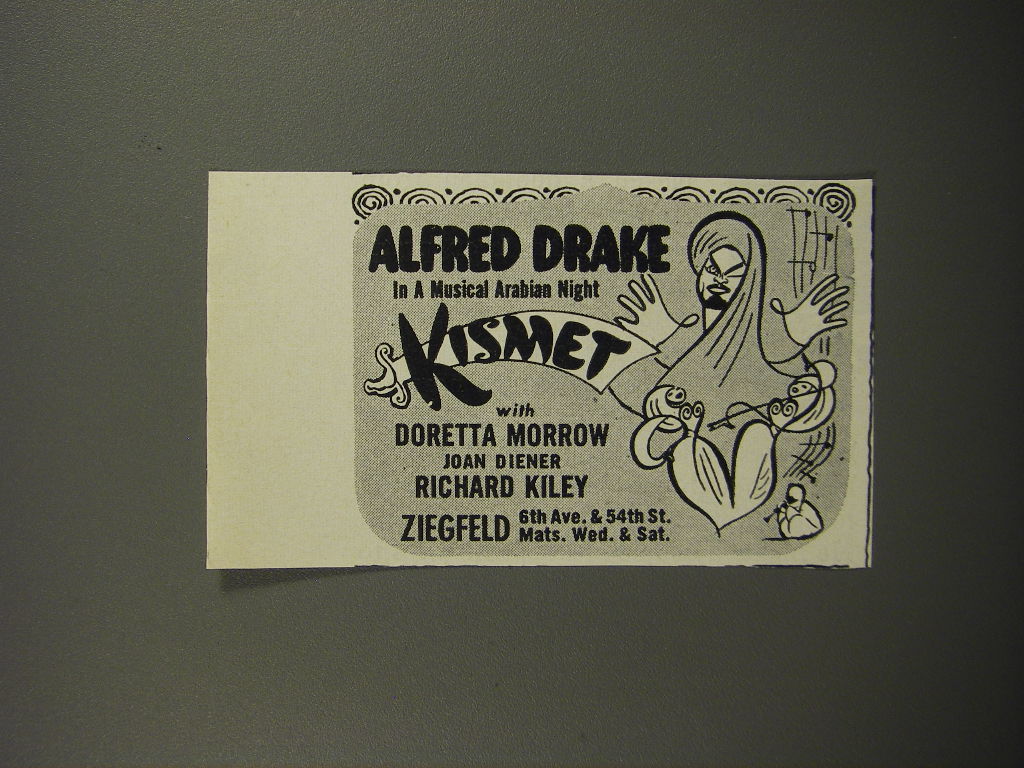 ALFRED DRAKE
In A Musical Arabian Night
KISMET
with
DORETTA MORROW
JOAN DIENER
RICHARD KILEY
ZIEGFELD 6th Ave. & 54th St.
Mats. Wed. & Sat.